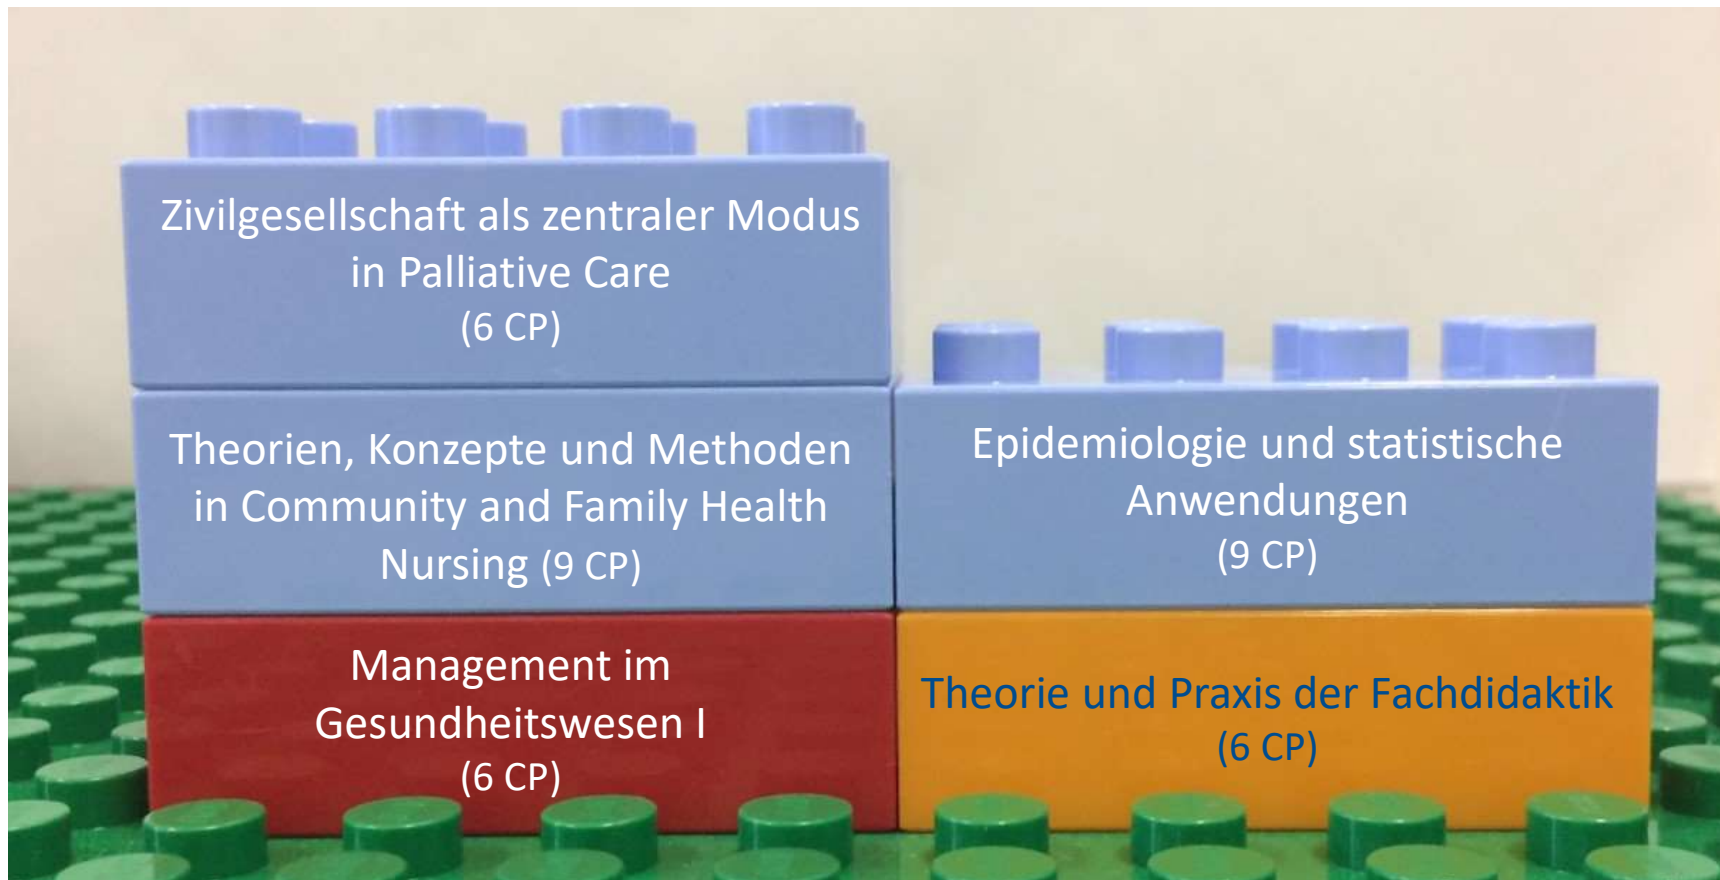 Zivilgesellschaft als zentraler Modus
in Palliative Care
(6 CP)
Theorien, Konzepte und Methoden
in Community and Family Health
Nursing (9 CP)
Epidemiologie und statistische
Anwendungen
(9 CP)
Management im
Gesundheitswesen I
(6 CP)
Theorie und Praxis der Fachdidaktik
(6 CP)